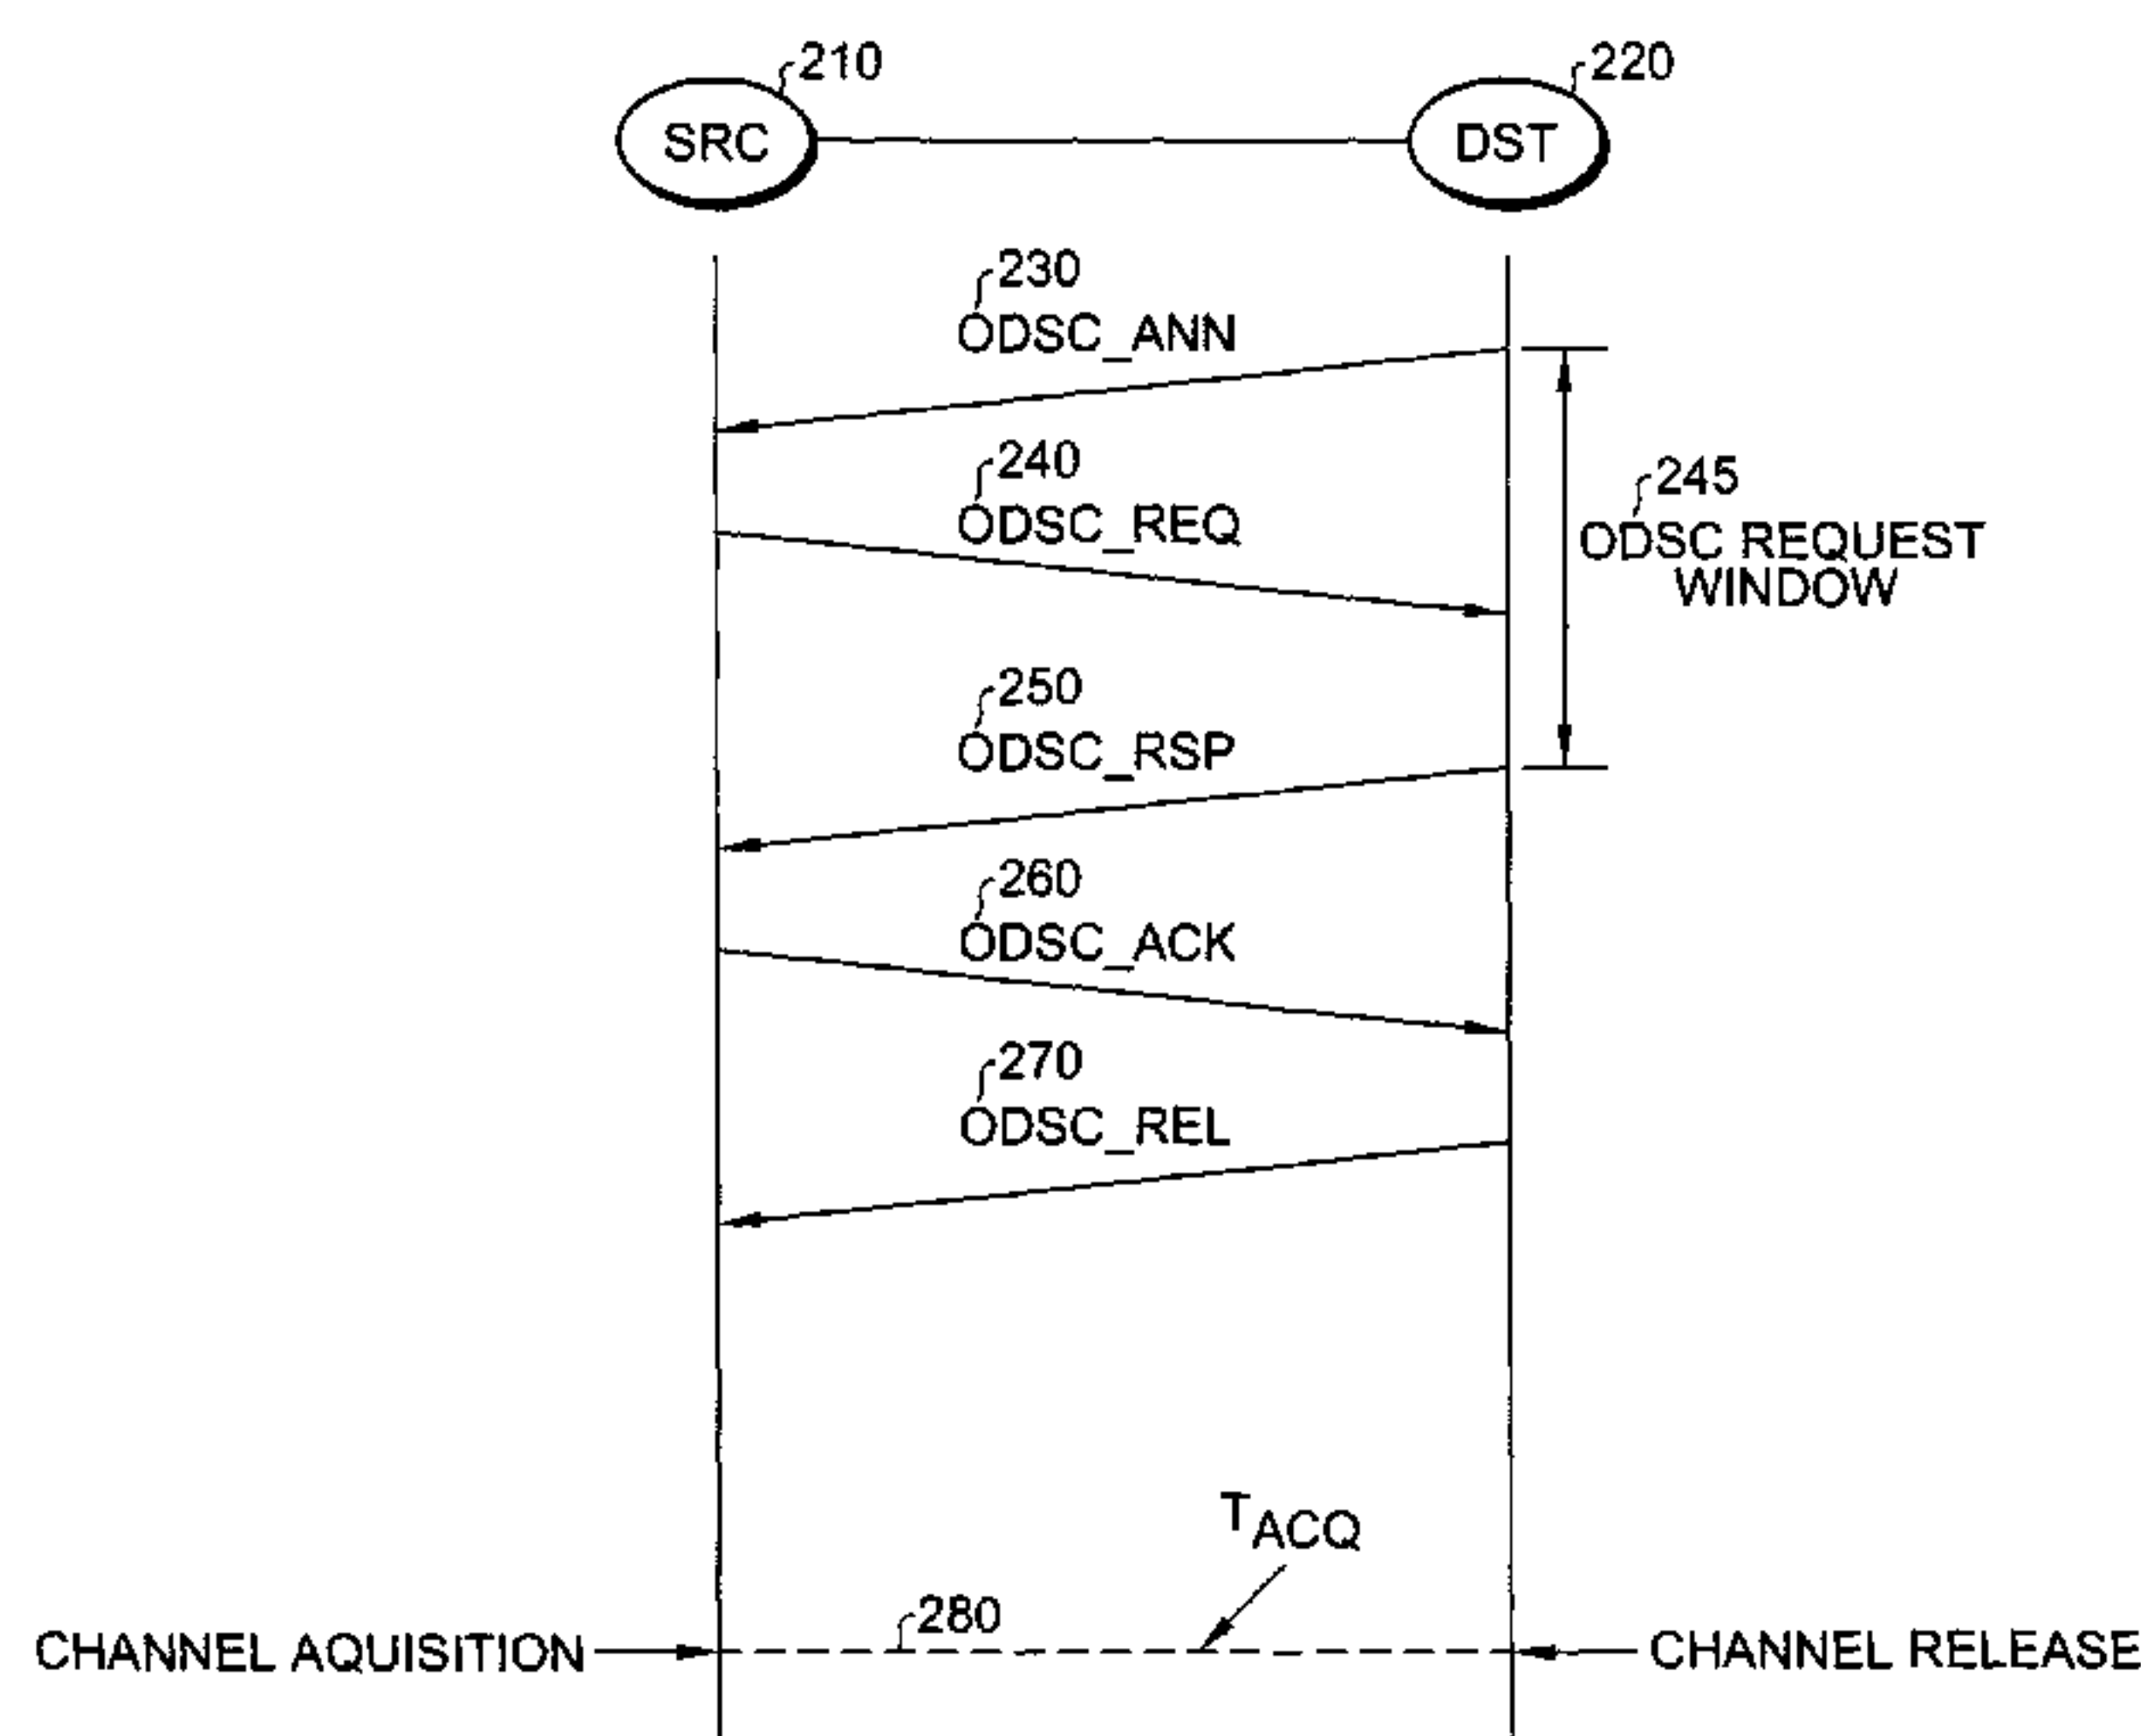 210
220
SRC
DST
230
ODSC_ANN
240
ODSC_REQ
245
ODSC REQUEST
WINDOW
250
ODSC_RSP
260
ODSC_ACK
270
ODSC_REL
TACQ
280
CHANNEL AQUISITION
CHANNEL RELEASE